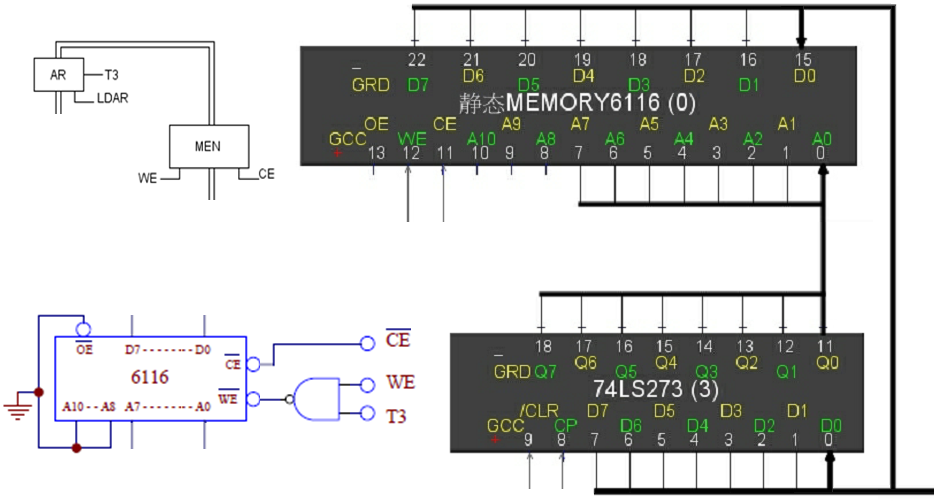 AR
T3
LDAR
MEN
WE
CE
22 21 20 19 18 17 16 15
GRD D7 D6 D5 D4 D3 D2 D1 D0
静态MEMORY6116 (0)
GCC OE WE CE A10 A9 A8 A7 A6 A5 A4 A3 A2 A1 A0
+ 13 12 11 10 9 8 7 6 5 4 3 2 1 0
OE D7-------D0
CE
6116
WE
A10--A8 A7-------A0
CE
WE
T3
18 17 16 15 14 13 12 11
GRD Q7 Q6 Q5 Q4 Q3 Q2 Q1 Q0
74LS273 (3)
GCC /CLR CP D7 D6 D5 D4 D3 D2 D1 D0
+ 9 8 7 6 5 4 3 2 1 0